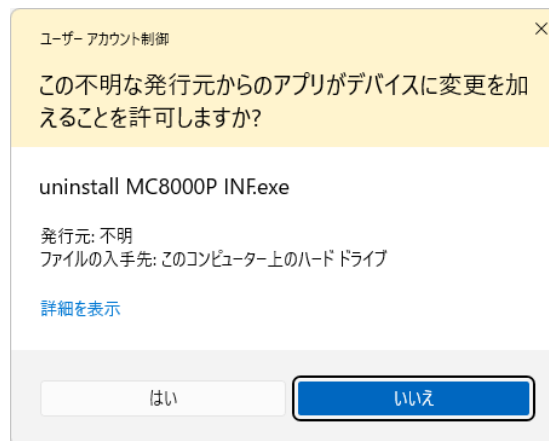 ユーザー アカウント制御
この不明な発行元からのアプリがデバイスに変更を加
えることを許可しますか?
uninstall MC8000P INF.exe
発行元: 不明
ファイルの入手先: このコンピューター上のハード ドライブ
詳細を表示
はい
いいえ